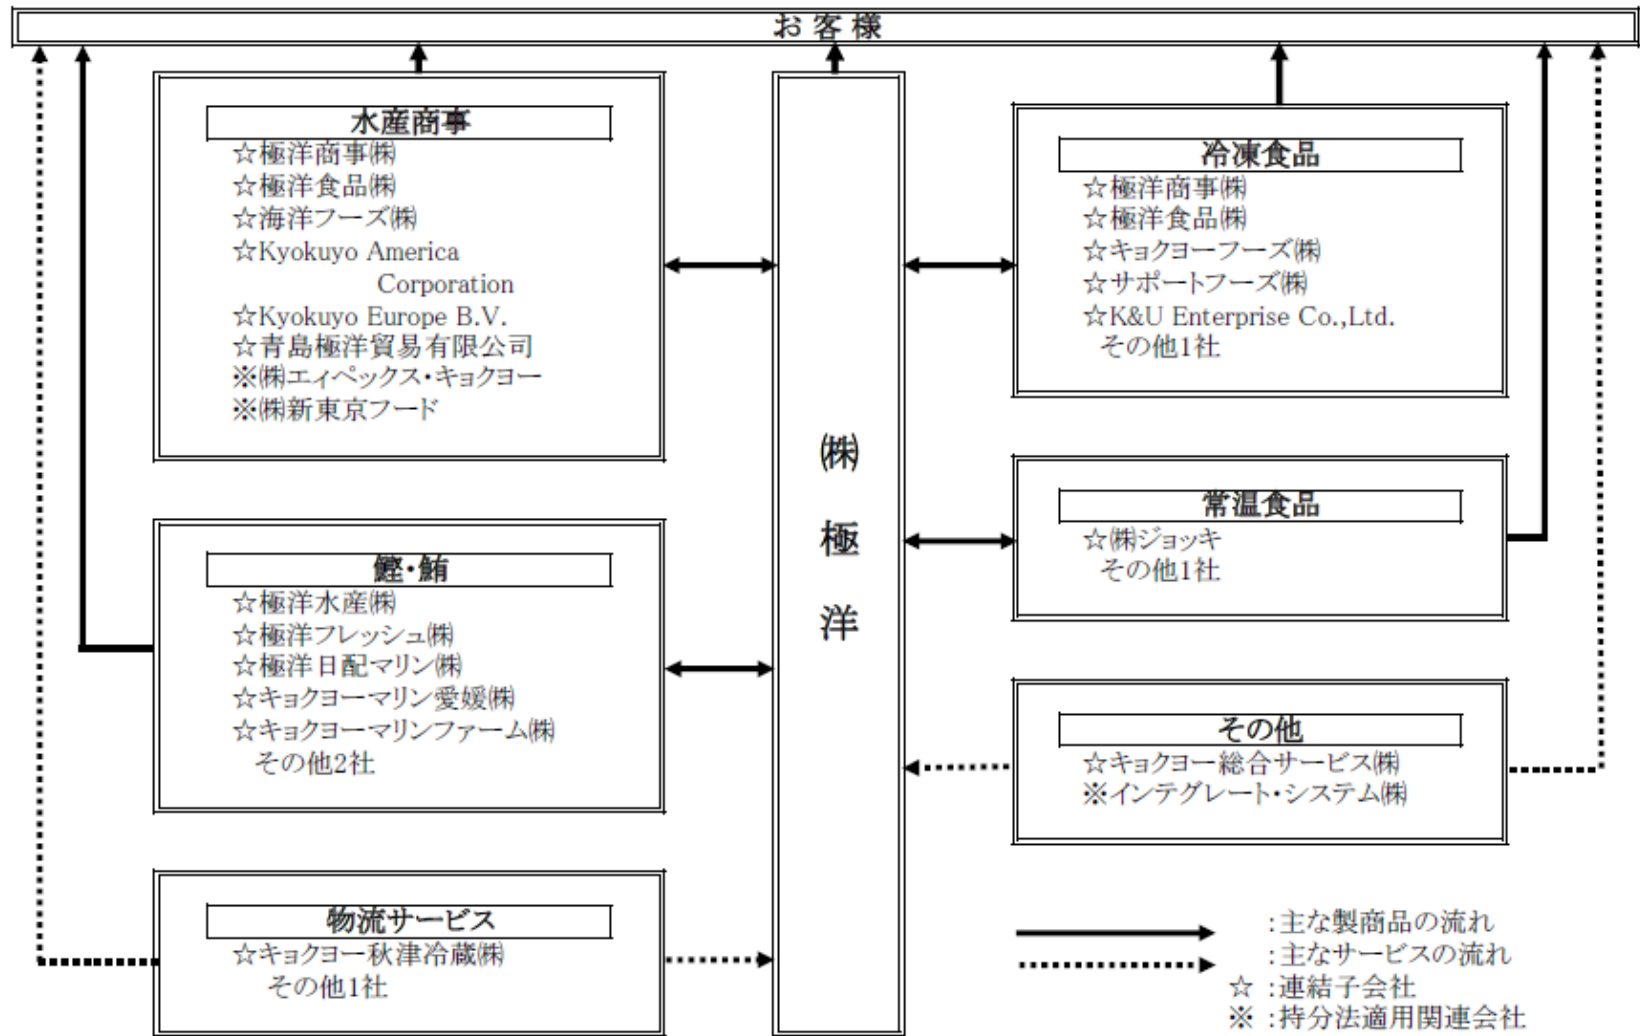 お客様
水産商事
☆極洋商事㈱
☆極洋食品㈱
☆海洋フーズ㈱
☆Kyokuyo America
Corporation
☆Kyokuyo Europe B.V.
☆青島極洋貿易有限公司
※㈱エィペックス・キョクヨー
※㈱新東京フード
鰹・鮪
☆極洋水産㈱
☆極洋フレッシュ㈱
☆極洋日配マリン㈱
☆キョクヨーマリン愛媛㈱
☆キョクヨーマリンファーム㈱
その他2社
物流サービス
☆キョクヨー秋津冷蔵㈱
その他1社
㈱極洋
冷凍食品
☆極洋商事㈱
☆極洋食品㈱
☆キョクヨーフーズ㈱
☆サポートフーズ㈱
☆K&U Enterprise Co.,Ltd.
その他1社
常温食品
☆㈱ジョッキ
その他1社
その他
☆キョクヨー総合サービス㈱
※インテグレート・システム㈱
:主な製商品の流れ
:主なサービスの流れ
☆ :連結子会社
※ :持分法適用関連会社